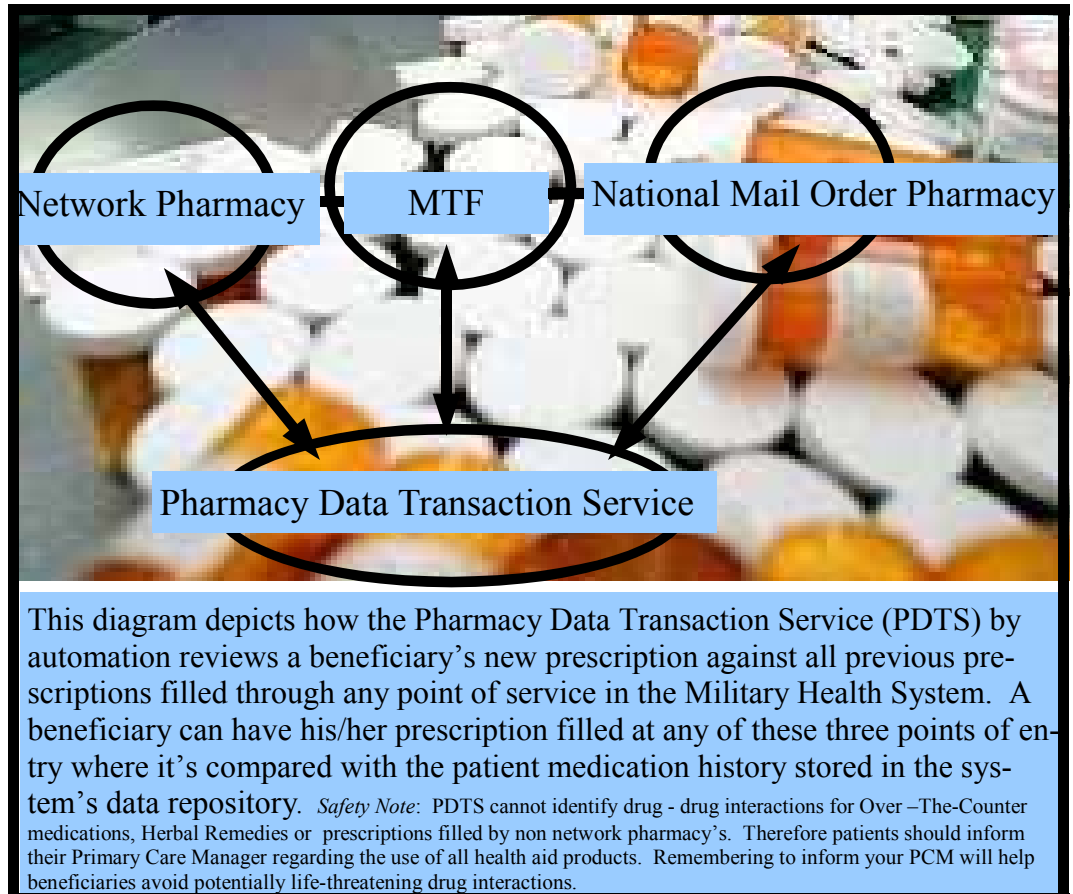 Network Pharmacy
MTF
National Mail Order Pharmacy
Pharmacy Data Transaction Service
This diagram depicts how the Pharmacy Data Transaction Service (PDTS) by
automation reviews a beneficiary's new prescription against all previous pre-
scriptions filled through any point of service in the Military Health System.  A
beneficiary can have his/her prescription filled at any of these three points of en-
try where it's compared with the patient medication history stored in the sys-
tem's data repository.  Safety Note:  PDTS cannot identify drug - drug interactions for Over –The-Counter
medications, Herbal Remedies or  prescriptions filled by non network pharmacy's.  Therefore patients should inform
their Primary Care Manager regarding the use of all health aid products.  Remembering to inform your PCM will help
beneficiaries avoid potentially life-threatening drug interactions.